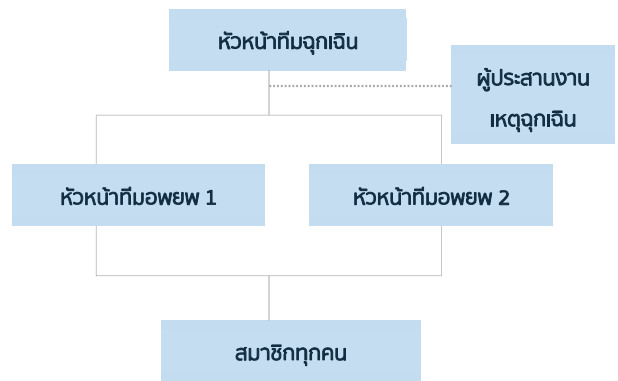 หัวหน้าทีมฉุกเฉิน
ผู้ประสานงาน
เหตุฉุกเฉิน
หัวหน้าทีมอพยพ 1
หัวหน้าทีมอพยพ 2
สมาชิกทุกคน